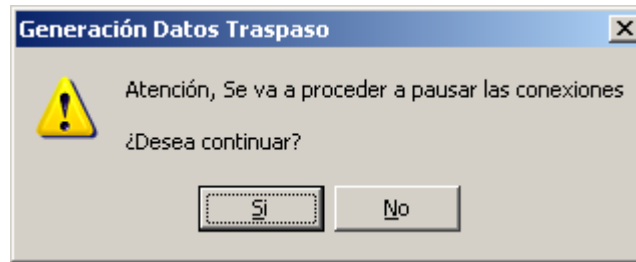 Generación Datos Traspaso
Atención, Se va a proceder a pausar las conexiones
¿Desea continuar?
Si
No